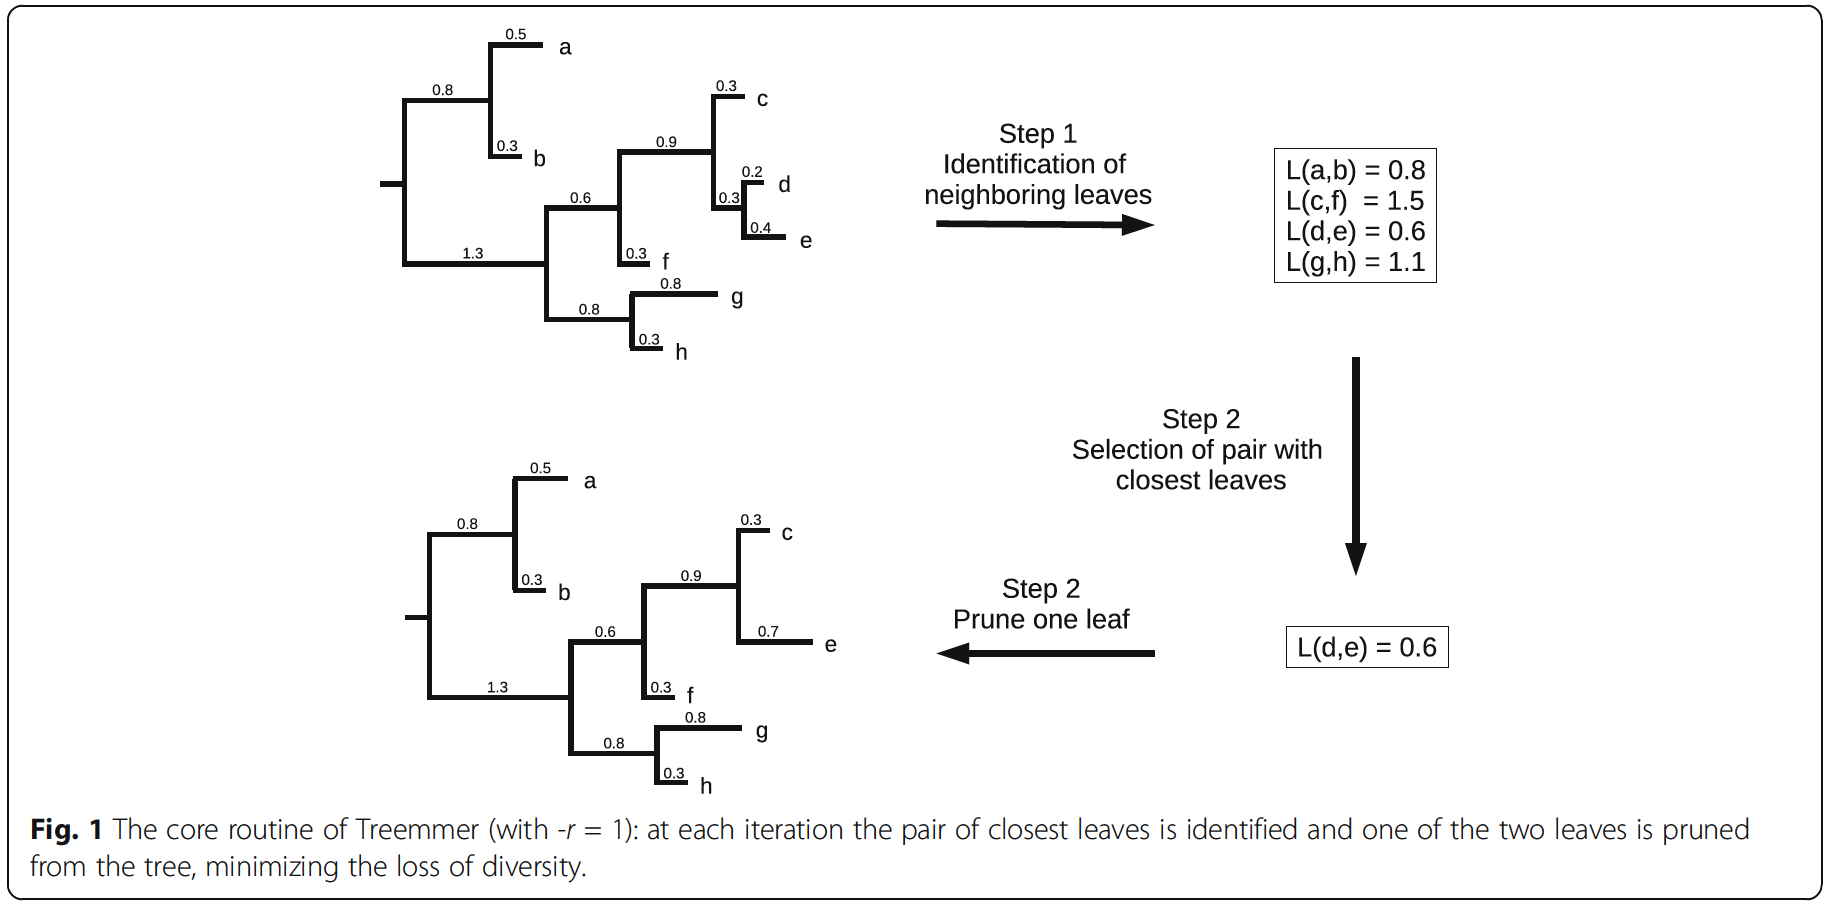 0.5
a
0.8
0.3
b
0.3
c
0.9
0.2
d
0.3
0.4
e
0.6
0.3
f
1.3
0.8
g
0.8
0.3
h
Step 1
Identification of
neighboring leaves
L(a,b) = 0.8
L(c,f) = 1.5
L(d,e) = 0.6
L(g,h) = 1.1
Step 2
Selection of pair with
closest leaves
L(d,e) = 0.6
Step 2
Prune one leaf
0.5
a
0.8
0.3
b
0.3
c
0.9
0.7
e
0.6
0.3
f
1.3
0.8
g
0.8
0.3
h
Fig. 1 The core routine of Treemmer (with -r = 1): at each iteration the pair of closest leaves is identified and one of the two leaves is pruned
from the tree, minimizing the loss of diversity.